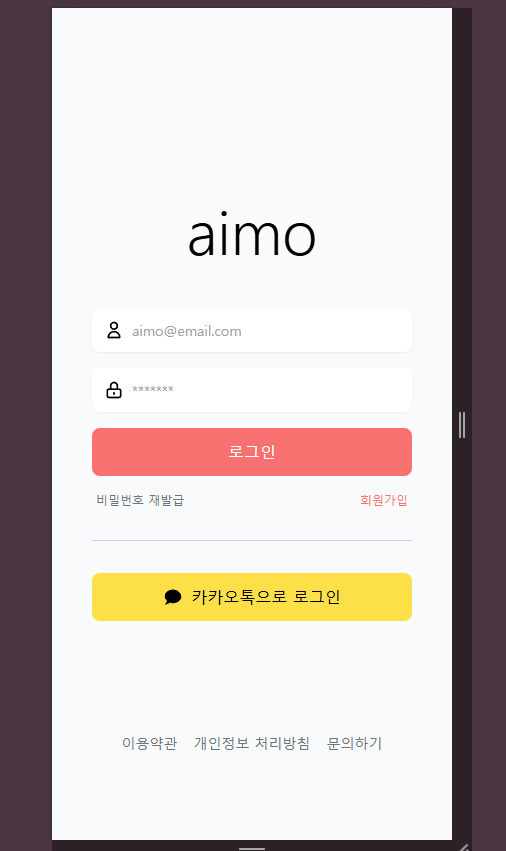 aimo
aimo@email.com
*******
로그인
비밀번호 재발급 회원가입
카카오톡으로 로그인
이용약관 개인정보 처리방침 문의하기